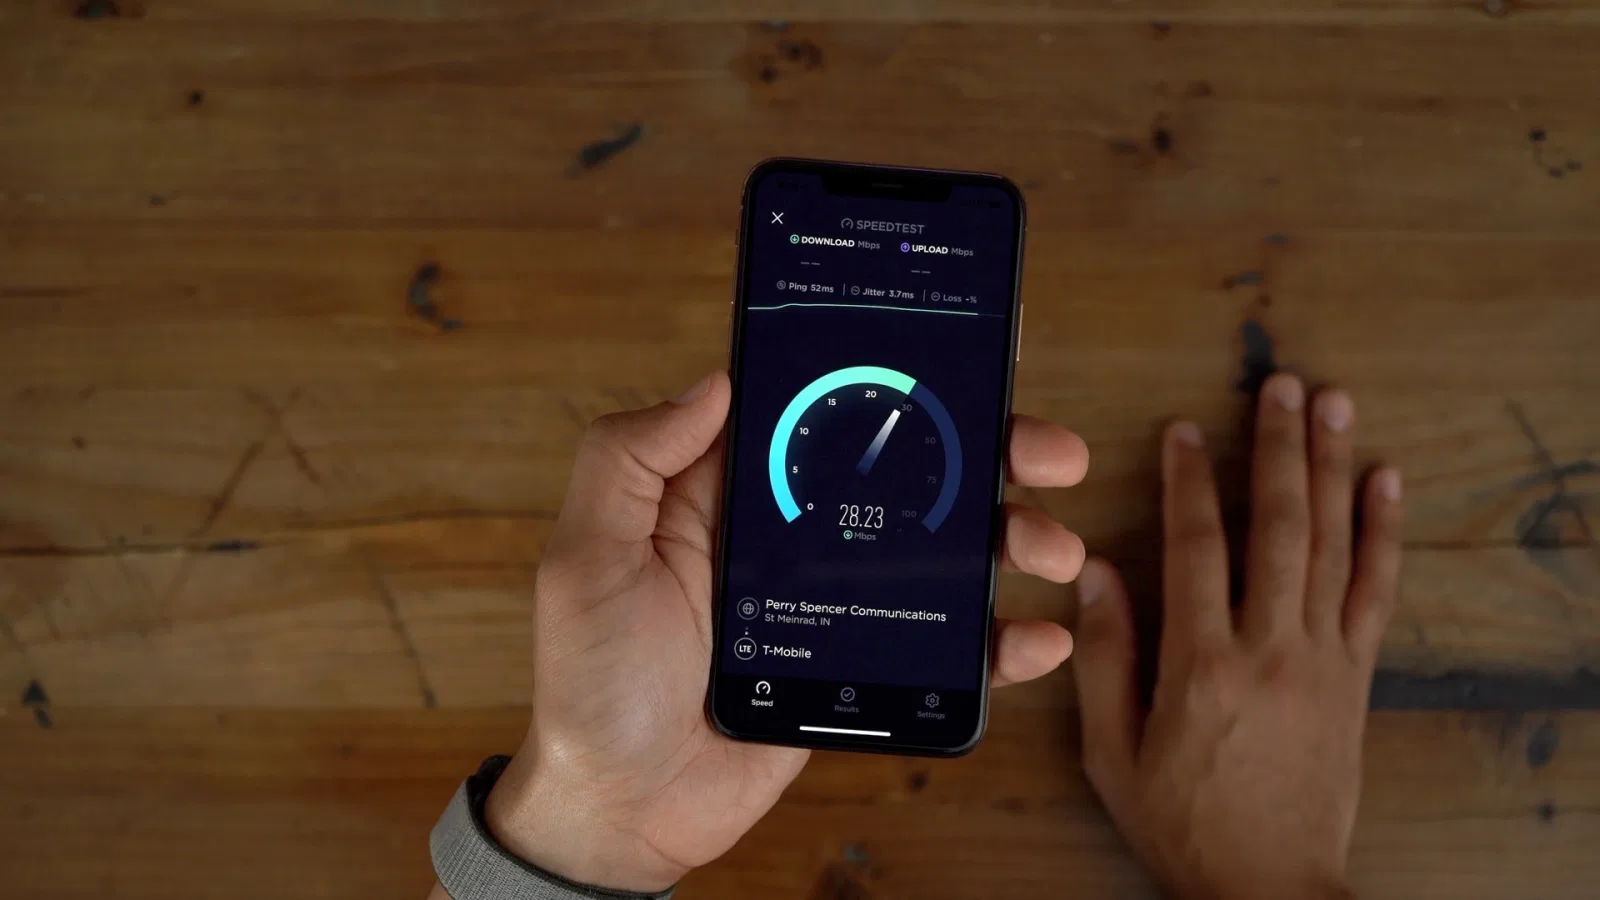 SPEEDTEST
DOWNLOAD Mbps UPLOAD Mbps
— — — —
Ping 52ms Jitter 3.7ms Loss -%
20
15 30
10 50
5 75
0 100
28.23
Mbps
Perry Spencer Communications
St Meinrad, IN
LTE T-Mobile
Speed Results Settings